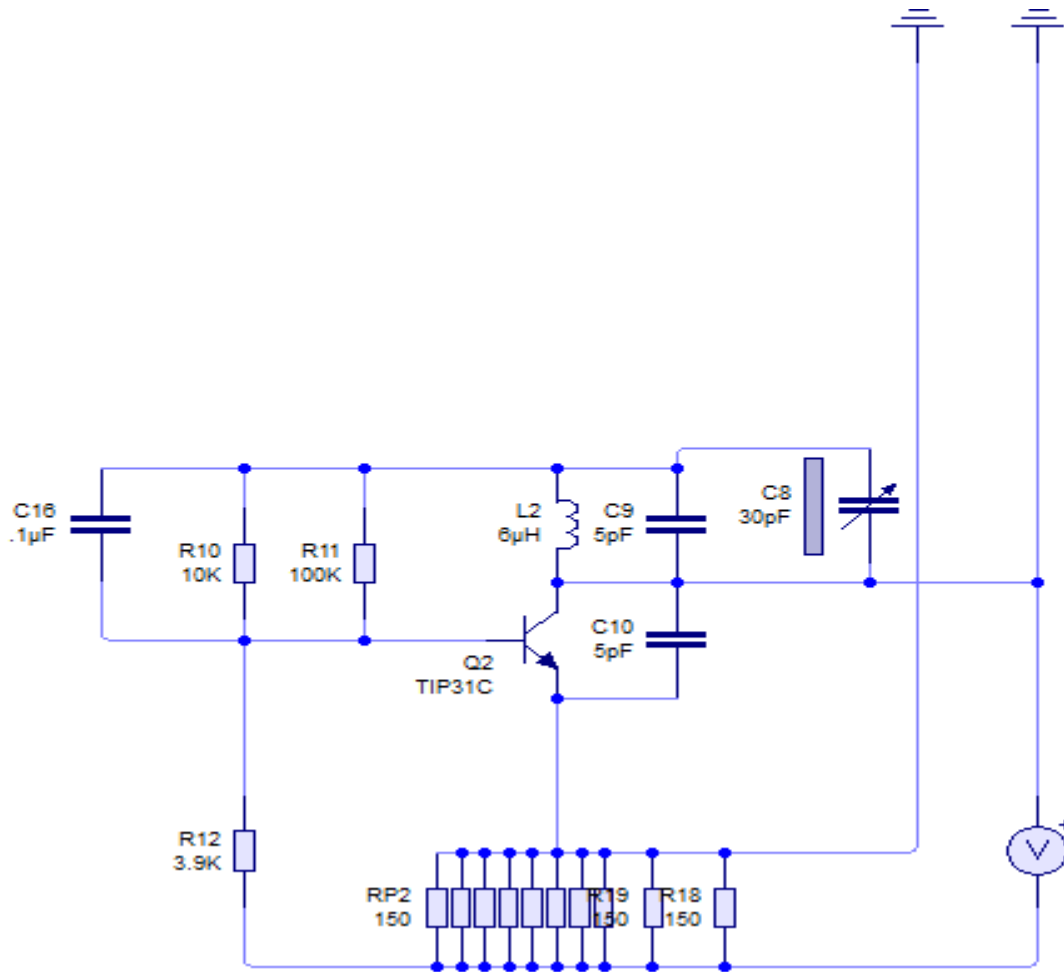 C16
.1µF
R10
10K
R11
100K
L2
6µH
C9
5pF
C8
30pF
C10
5pF
Q2
TIP31C
R12
3.9K
V
+
RP2
150
R19
150
R18
150